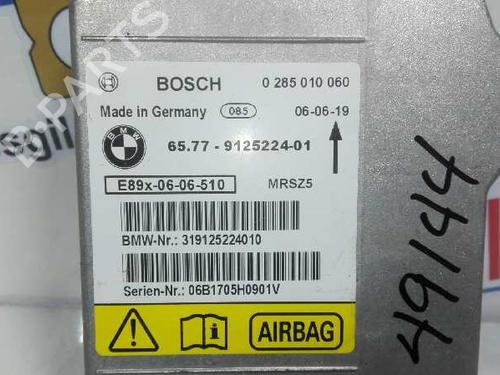 BOSCH 0 285 010 060
Made in Germany 085 06-06-19
BMW 65.77 - 9125224-01
E89x-06-06-510 MRSZ5
BMW-Nr.: 319125224010
Serien-Nr.: 06B1705H0901V
AIRBAG
49144
B-PARTS